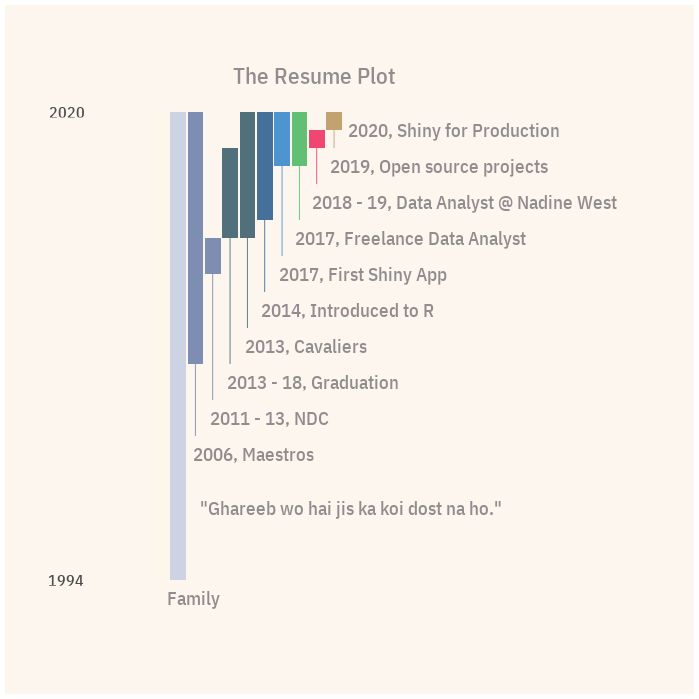 The Resume Plot
2020
2020, Shiny for Production
2019, Open source projects
2018 - 19, Data Analyst @ Nadine West
2017, Freelance Data Analyst
2017, First Shiny App
2014, Introduced to R
2013, Cavaliers
2013 - 18, Graduation
2011 - 13, NDC
2006, Maestros
"Ghareeb wo hai jis ka koi dost na ho."
1994
Family